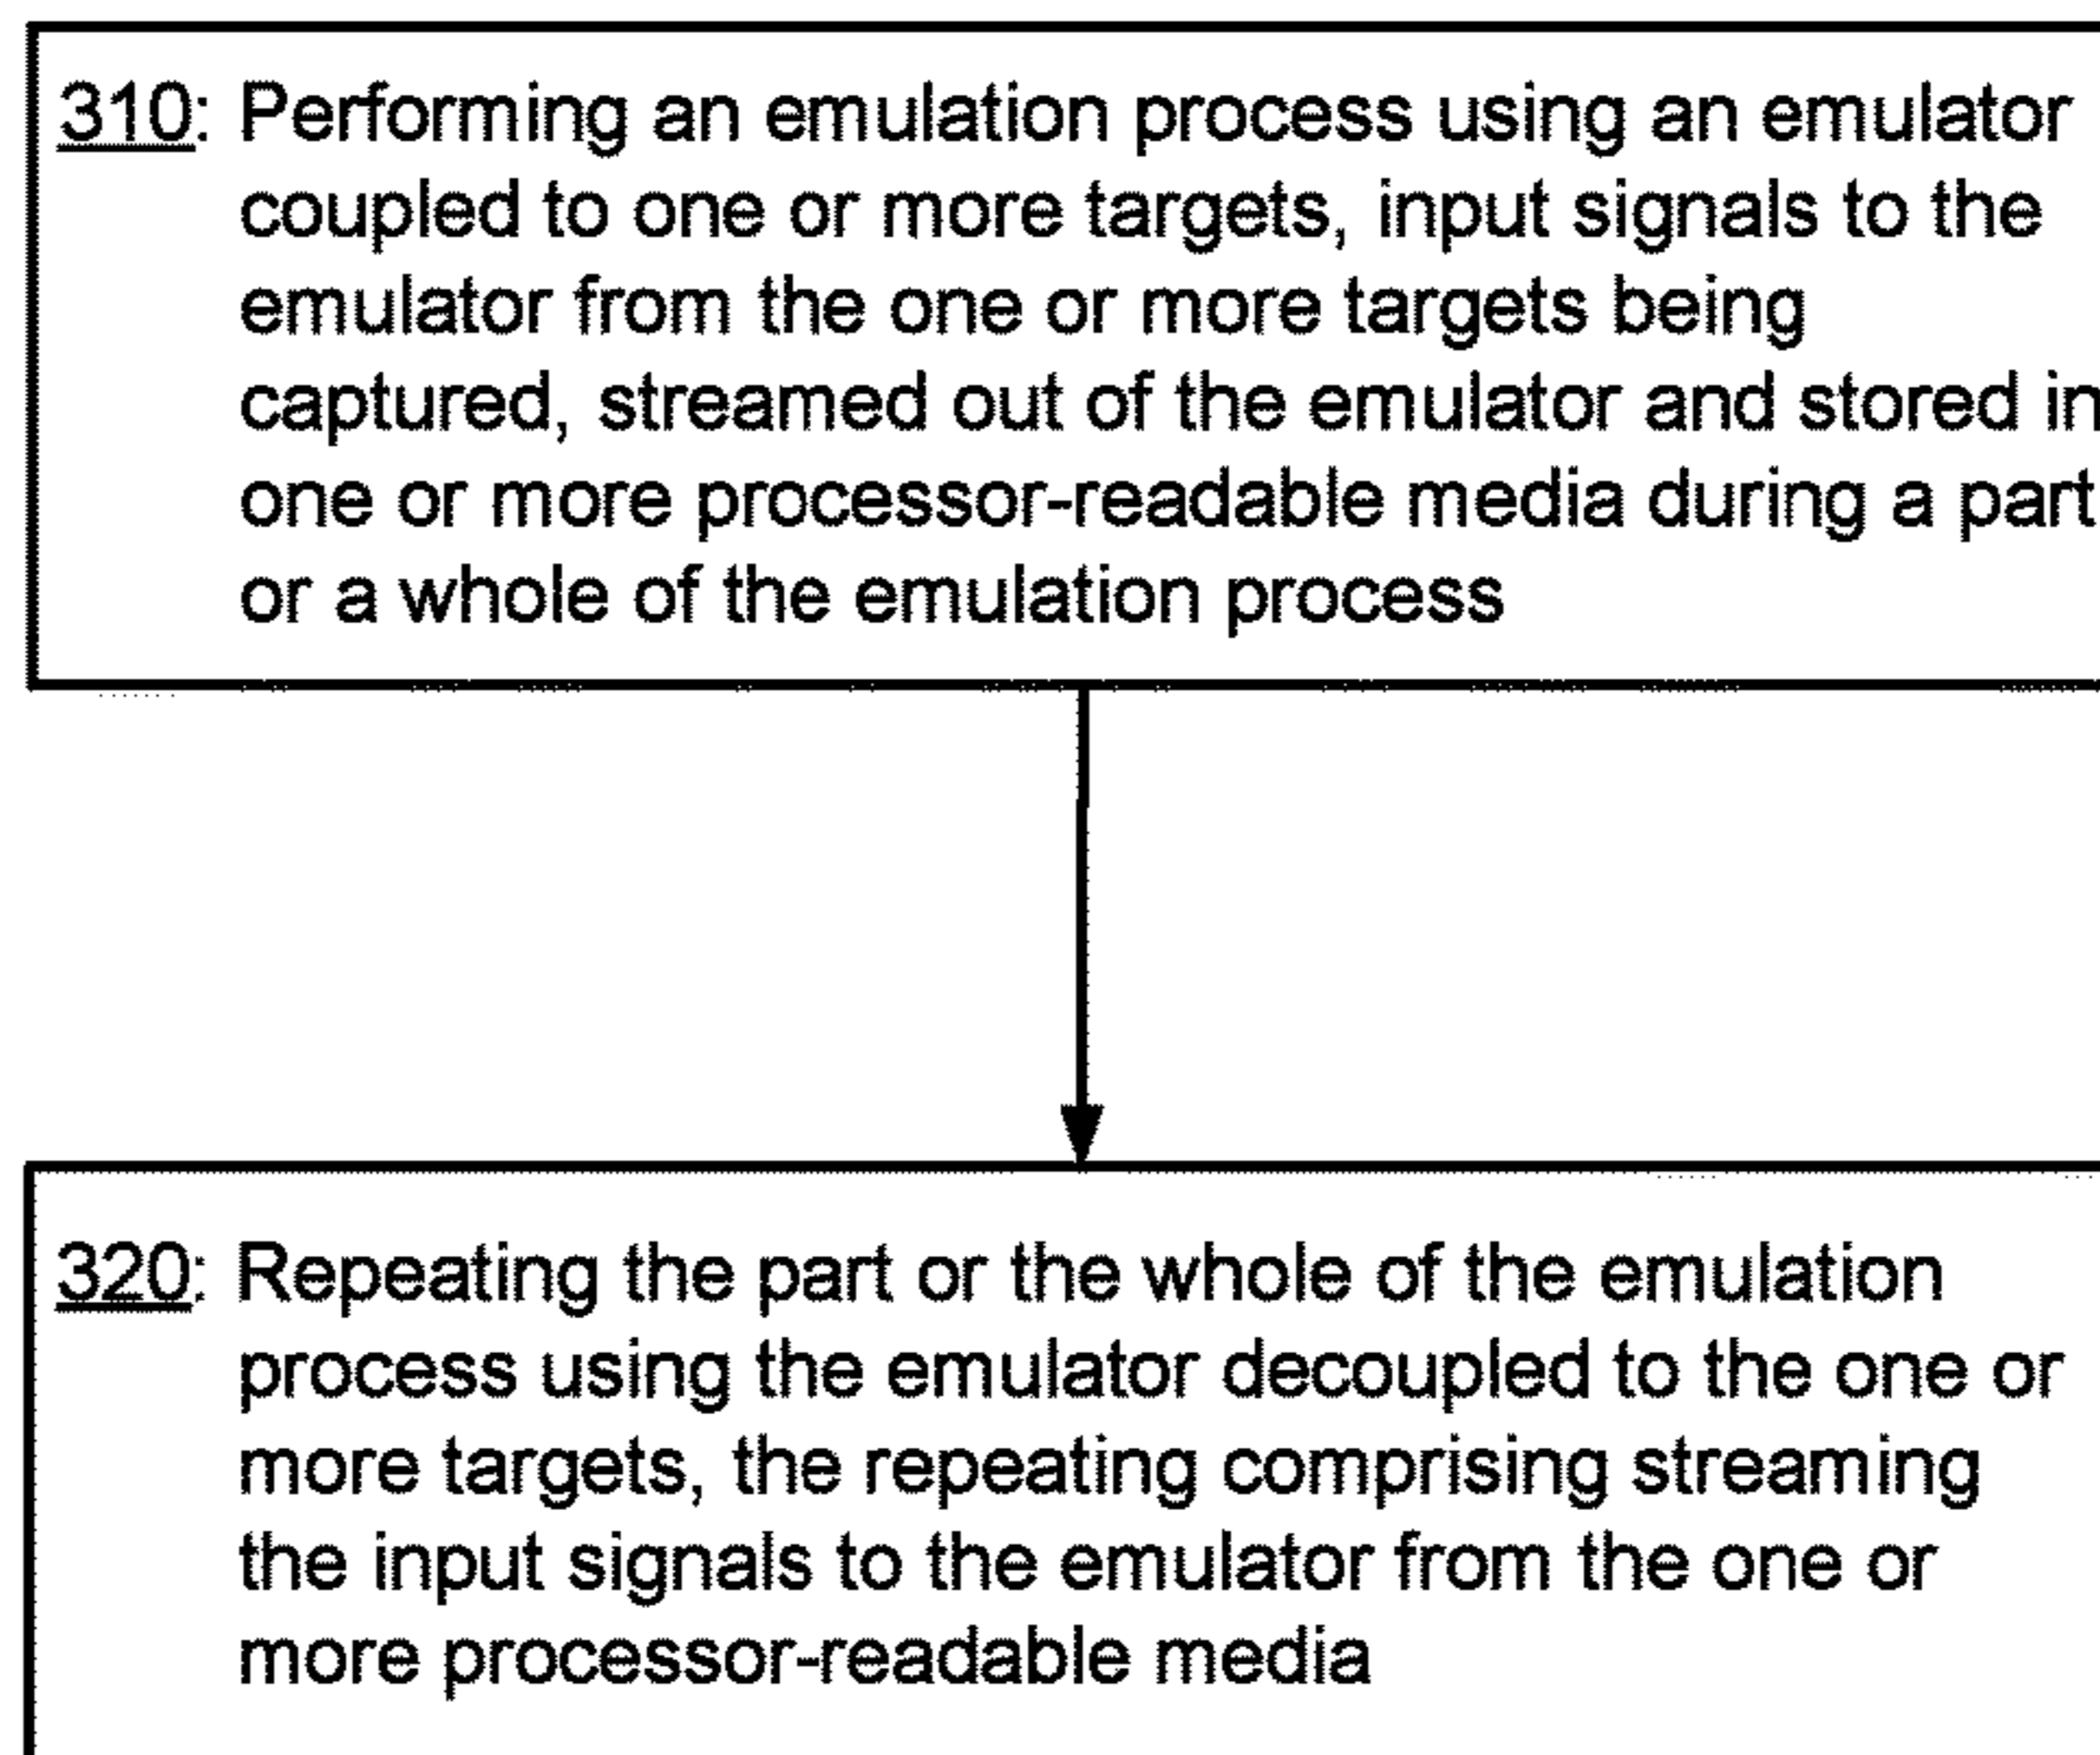 310: Performing an emulation process using an emulator
coupled to one or more targets, input signals to the
emulator from the one or more targets being
captured, streamed out of the emulator and stored in
one or more processor-readable media during a part
or a whole of the emulation process
320: Repeating the part or the whole of the emulation
process using the emulator decoupled to the one or
more targets, the repeating comprising streaming
the input signals to the emulator from the one or
more processor-readable media